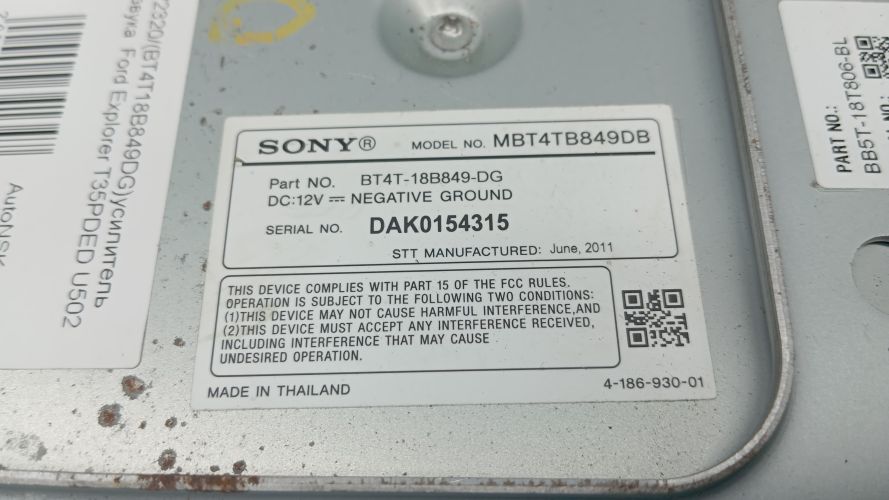 SONY® MODEL NO. MBT4TB849DB
Part NO. BT4T-18B849-DG
DC:12V ⎓ NEGATIVE GROUND
SERIAL NO. DAK0154315
STT MANUFACTURED: June, 2011
THIS DEVICE COMPLIES WITH PART 15 OF THE FCC RULES.
OPERATION IS SUBJECT TO THE FOLLOWING TWO CONDITIONS:
(1)THIS DEVICE MAY NOT CAUSE HARMFUL INTERFERENCE,AND
(2)THIS DEVICE MUST ACCEPT ANY INTERFERENCE RECEIVED,
INCLUDING INTERFERENCE THAT MAY CAUSE
UNDESIRED OPERATION.
MADE IN THAILAND 4-186-930-01
72320/(BT4T18B849DG)усилитель
звука Ford Explorer T35PDED U502
AutoNSK
PART NO.:
BB5T-18T806-BL